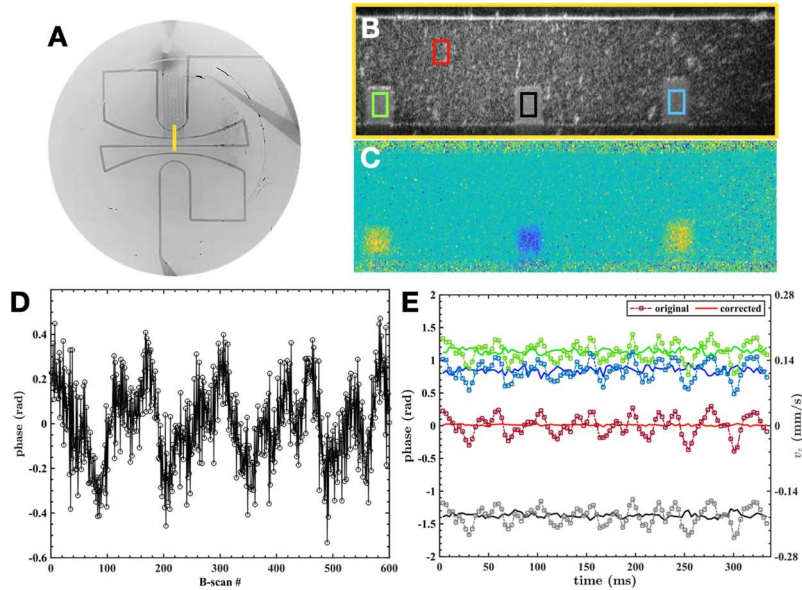 A
B
C
D
phase (rad)
0.4
0.2
0
-0.2
-0.4
-0.6
0
100
200
300
400
500
600
B-scan #
E
original
corrected
phase (rad)
2
1.5
1
0.5
0
-0.5
-1
-1.5
-2
0
50
100
150
200
250
300
time (ms)
0.28
0.14
0
-0.14
-0.28
v_z (mm/s)